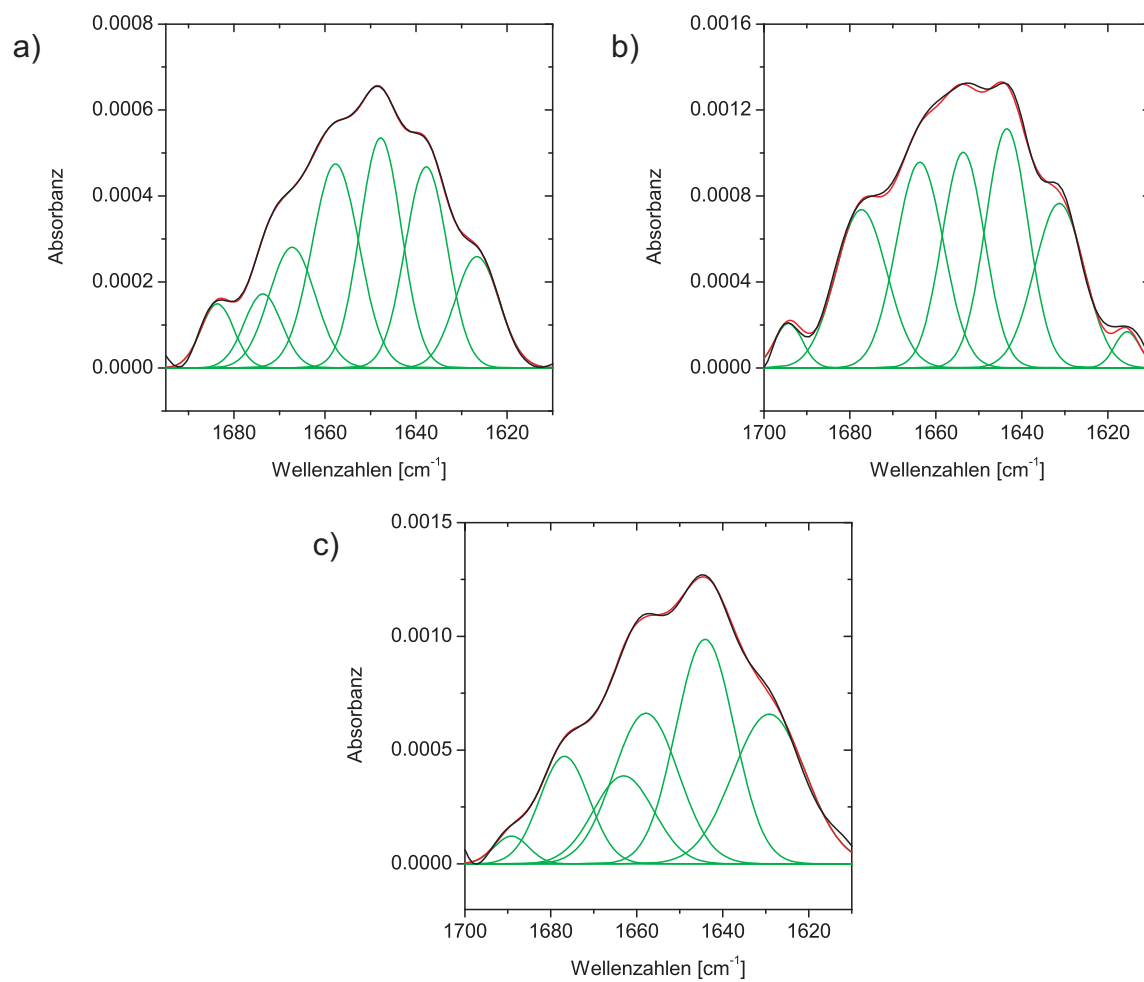 a)
Absorbanz
0.0008
0.0006
0.0004
0.0002
0.0000
1680 1660 1640 1620
Wellenzahlen [cm⁻¹]
b)
Absorbanz
0.0016
0.0012
0.0008
0.0004
0.0000
1700 1680 1660 1640 1620
Wellenzahlen [cm⁻¹]
c)
Absorbanz
0.0015
0.0010
0.0005
0.0000
1700 1680 1660 1640 1620
Wellenzahlen [cm⁻¹]